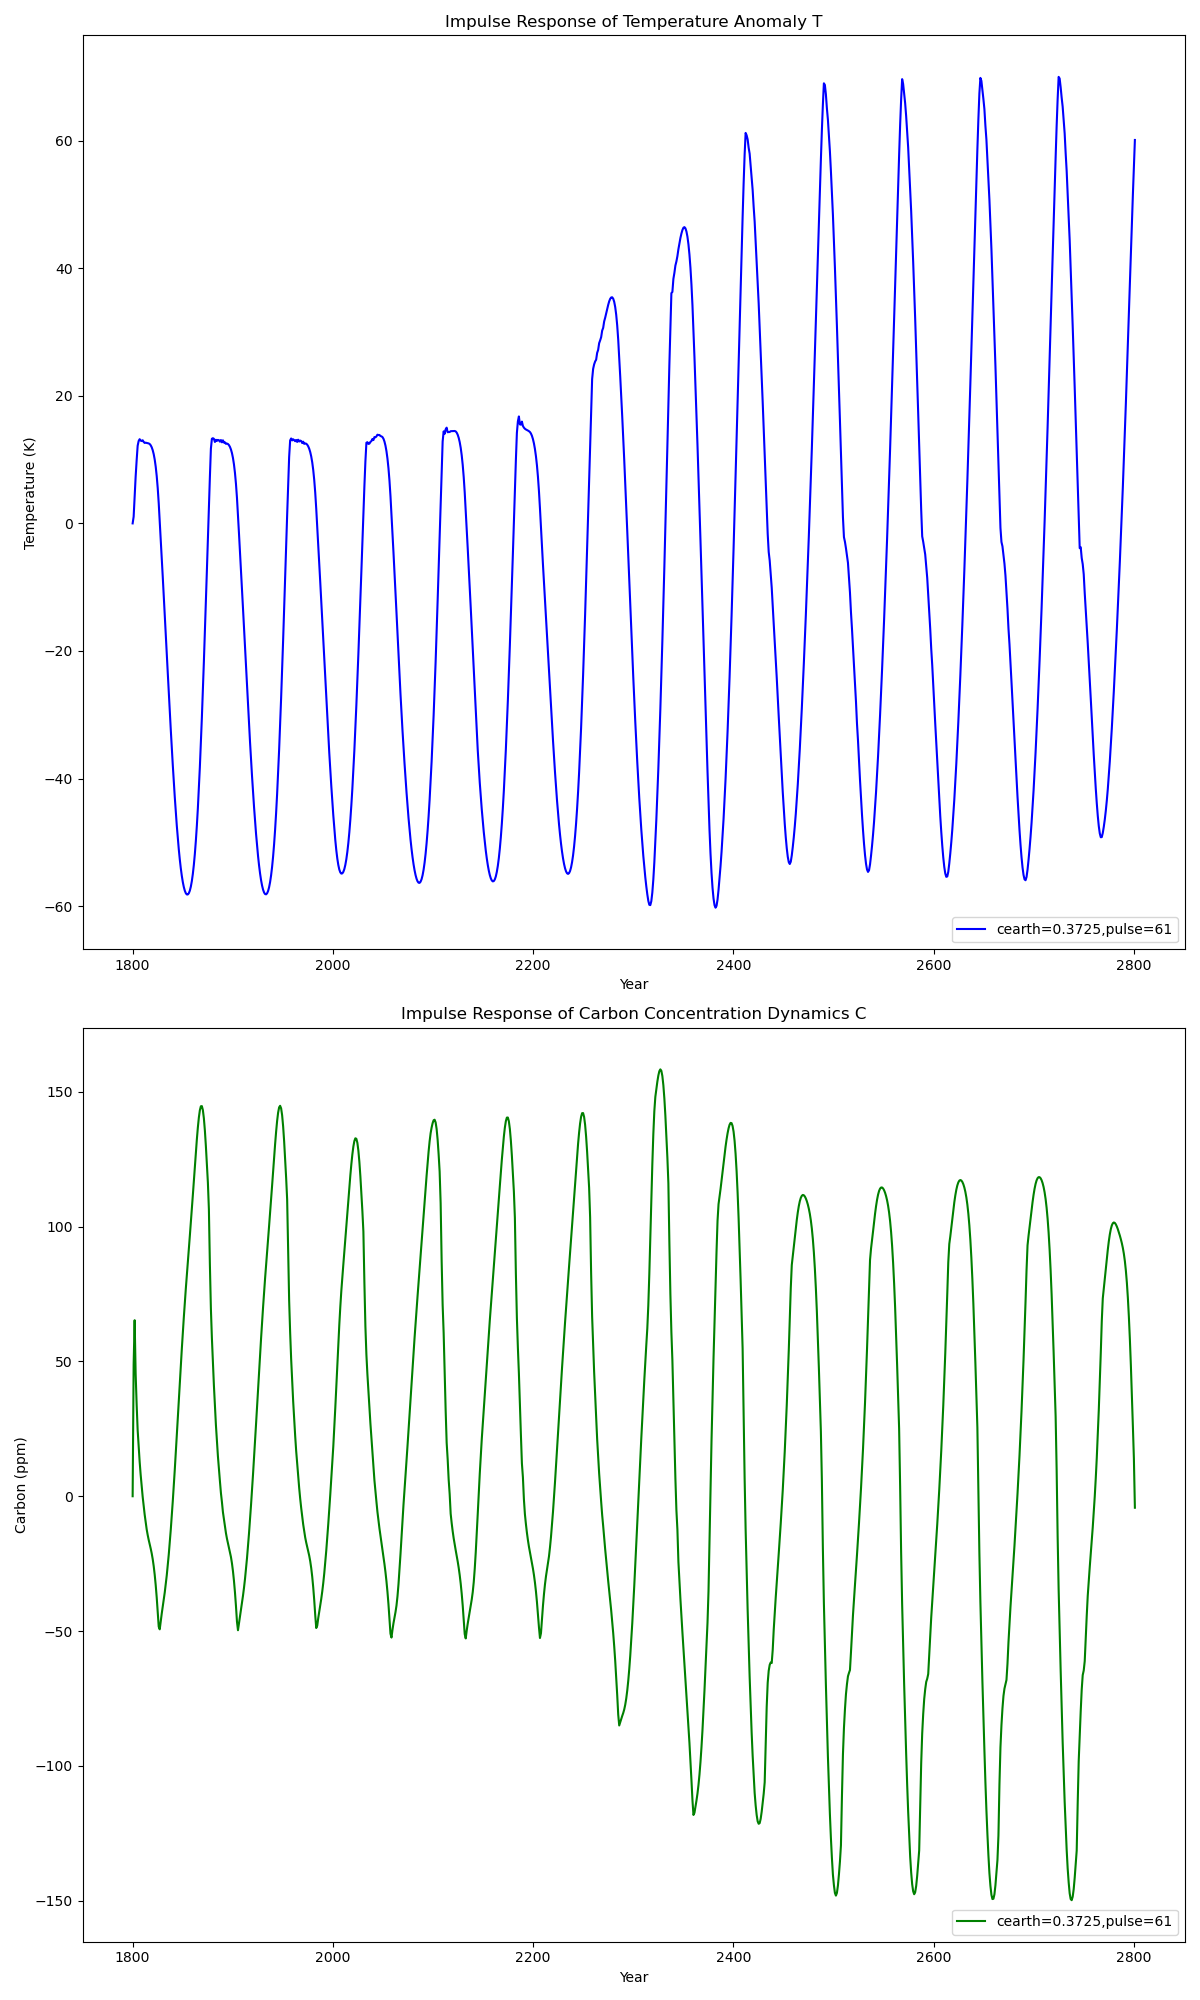 Impulse Response of Temperature Anomaly T
Temperature (K)
60
40
20
0
−20
−40
−60
1800 2000 2200 2400 2600 2800
Year
cearth=0.3725,pulse=61
Impulse Response of Carbon Concentration Dynamics C
Carbon (ppm)
150
100
50
0
−50
−100
−150
1800 2000 2200 2400 2600 2800
Year
cearth=0.3725,pulse=61